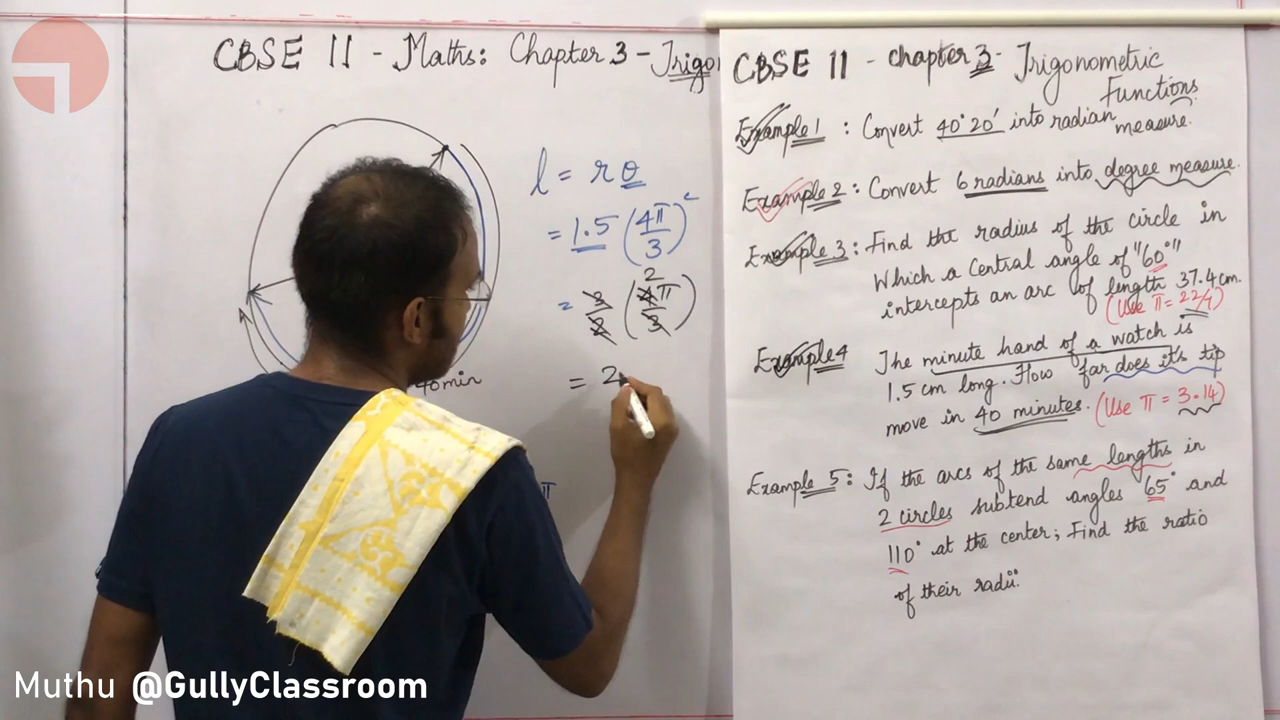 CBSE 11 - Maths: Chapter 3 - Trigo
l = rθ
= 1.5 (4π/3)^c
= 3/2 (4π/3) 2
= 2
40min
π
CBSE 11 - chapter 3 - Trigonometric
Functions
Example 1 : Convert 40°20' into radian
measure.
Example 2 : Convert 6 radians into degree measure.
Example 3 : Find the radius of the circle in
Which a Central angle of "60°"
intercepts an arc of length 37.4cm.
(Use π = 22/7)
Example 4 The minute hand of a watch is
1.5 cm long. How far does it's tip
move in 40 minutes. (Use π = 3.14)
Example 5 : If the arcs of the same lengths in
2 circles subtend angles 65° and
110° at the center; Find the ratio
of their radii.
Muthu @GullyClassroom